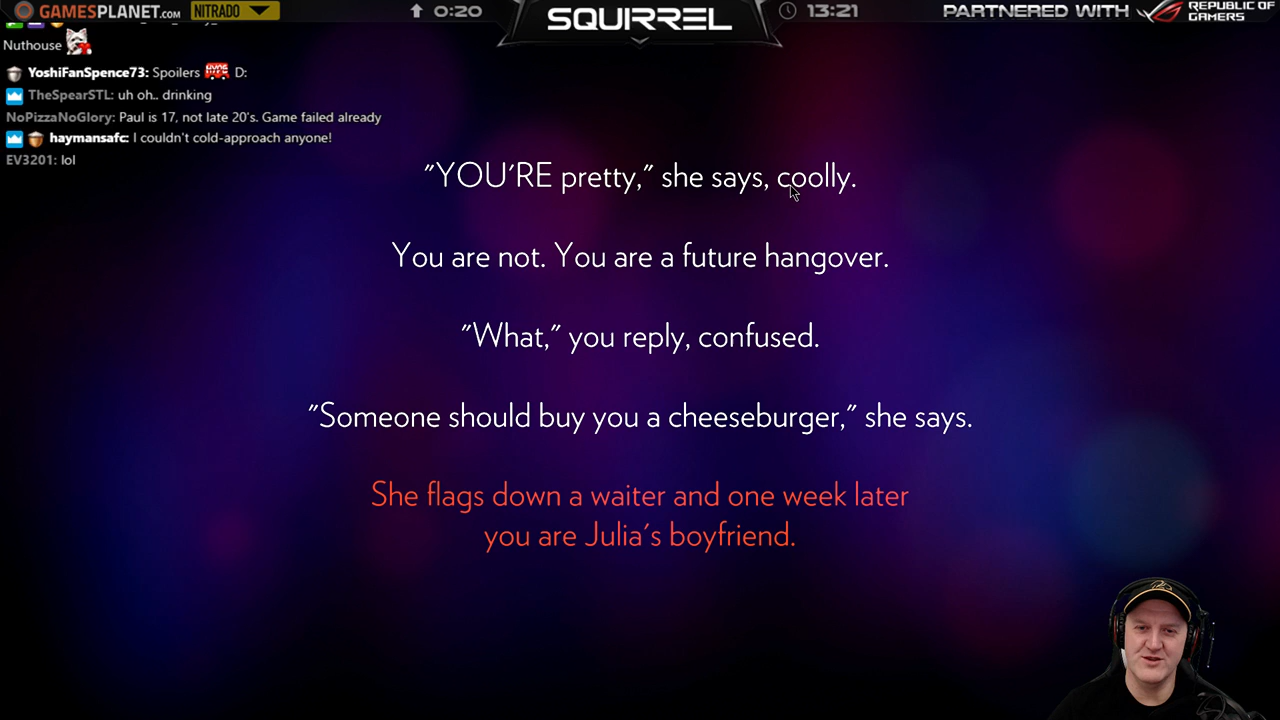 GAMESPLANET.COM NITRADO 0:20 SQUIRREL 13:21 PARTNERED WITH REPUBLIC OF GAMERS
Nuthouse
YoshiFanSpence73: Spoilers D:
TheSpearSTL: uh oh.. drinking
NoPizzaNoGlory: Paul is 17, not late 20's. Game failed already
haymansafc: I couldn't cold-approach anyone!
EV3201: lol
"YOU'RE pretty," she says, coolly.
You are not. You are a future hangover.
"What," you reply, confused.
"Someone should buy you a cheeseburger," she says.
She flags down a waiter and one week later
you are Julia's boyfriend.